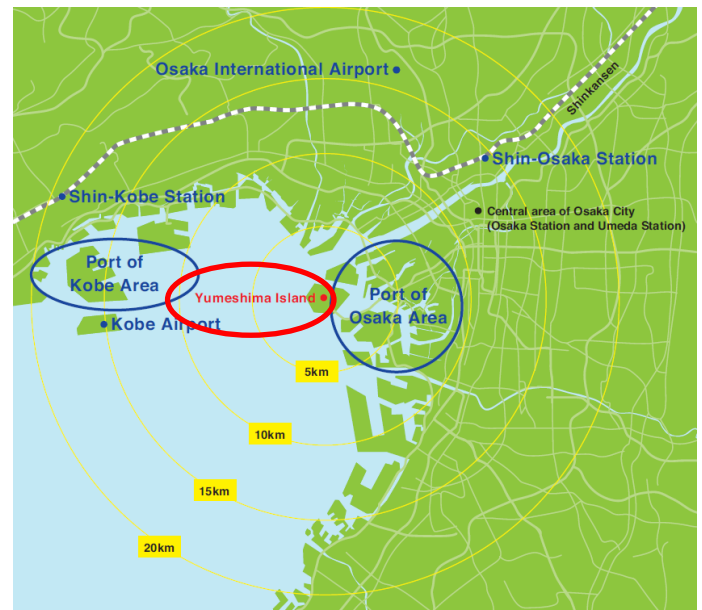 Osaka International Airport
Shinkansen
Shin-Osaka Station
Shin-Kobe Station
Central area of Osaka City
(Osaka Station and Umeda Station)
Port of
Kobe Area
Yumeshima Island
Port of
Osaka Area
Kobe Airport
5km
10km
15km
20km